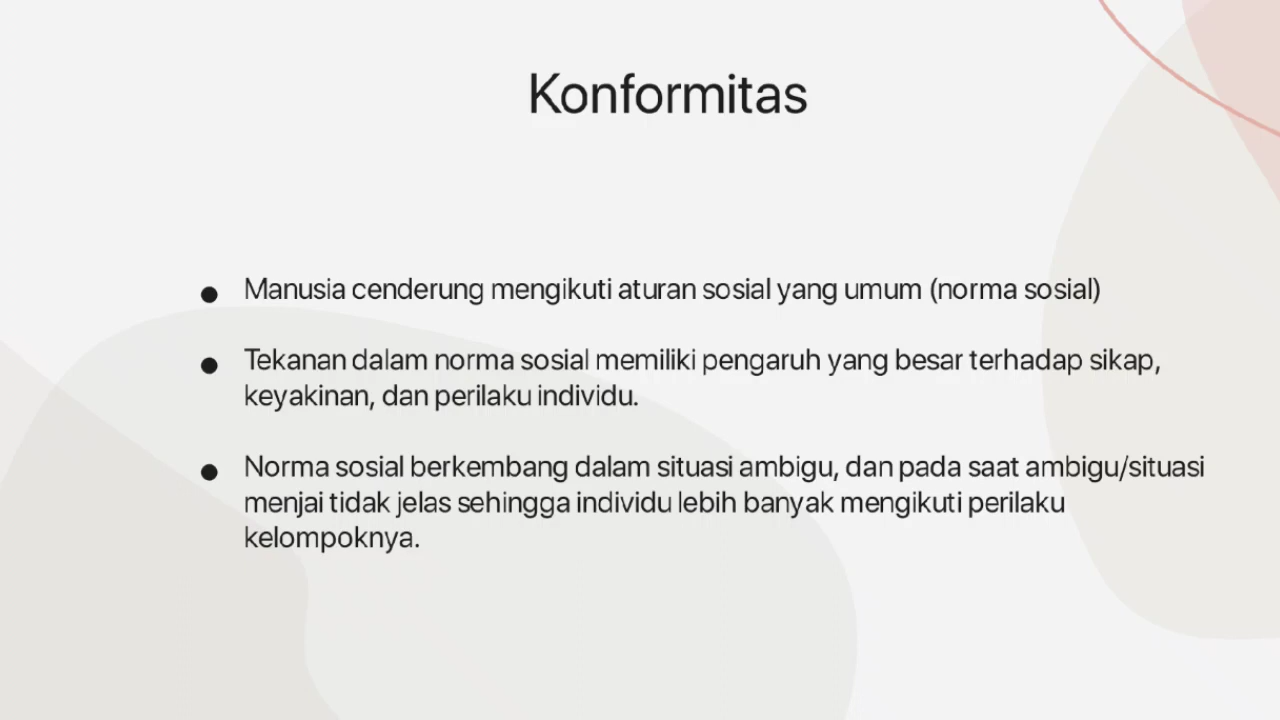 Konformitas
Manusia cenderung mengikuti aturan sosial yang umum (norma sosial)
Tekanan dalam norma sosial memiliki pengaruh yang besar terhadap sikap,
keyakinan, dan perilaku individu.
Norma sosial berkembang dalam situasi ambigu, dan pada saat ambigu/situasi
menjai tidak jelas sehingga individu lebih banyak mengikuti perilaku
kelompoknya.